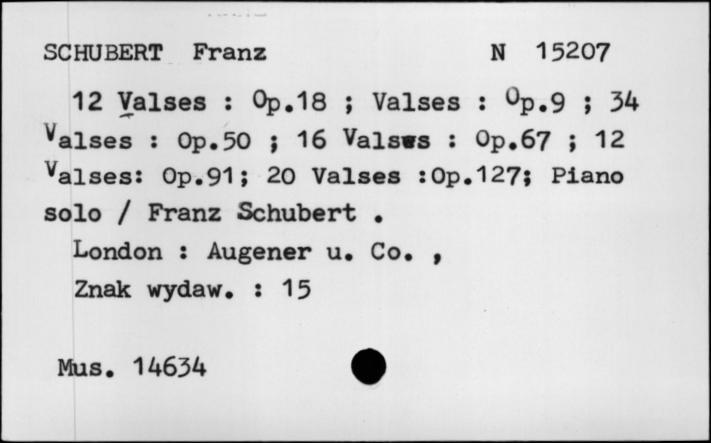 SCHUBERT Franz N 15207
12 Valses : Op.18 ; Valses : Op.9 ; 34
Valses : Op.50 ; 16 Valses : Op.67 ; 12
Valses: Op.91; 20 Valses :Op.127; Piano
solo / Franz Schubert .
London : Augener u. Co. ,
Znak wydaw. : 15
Mus. 14634